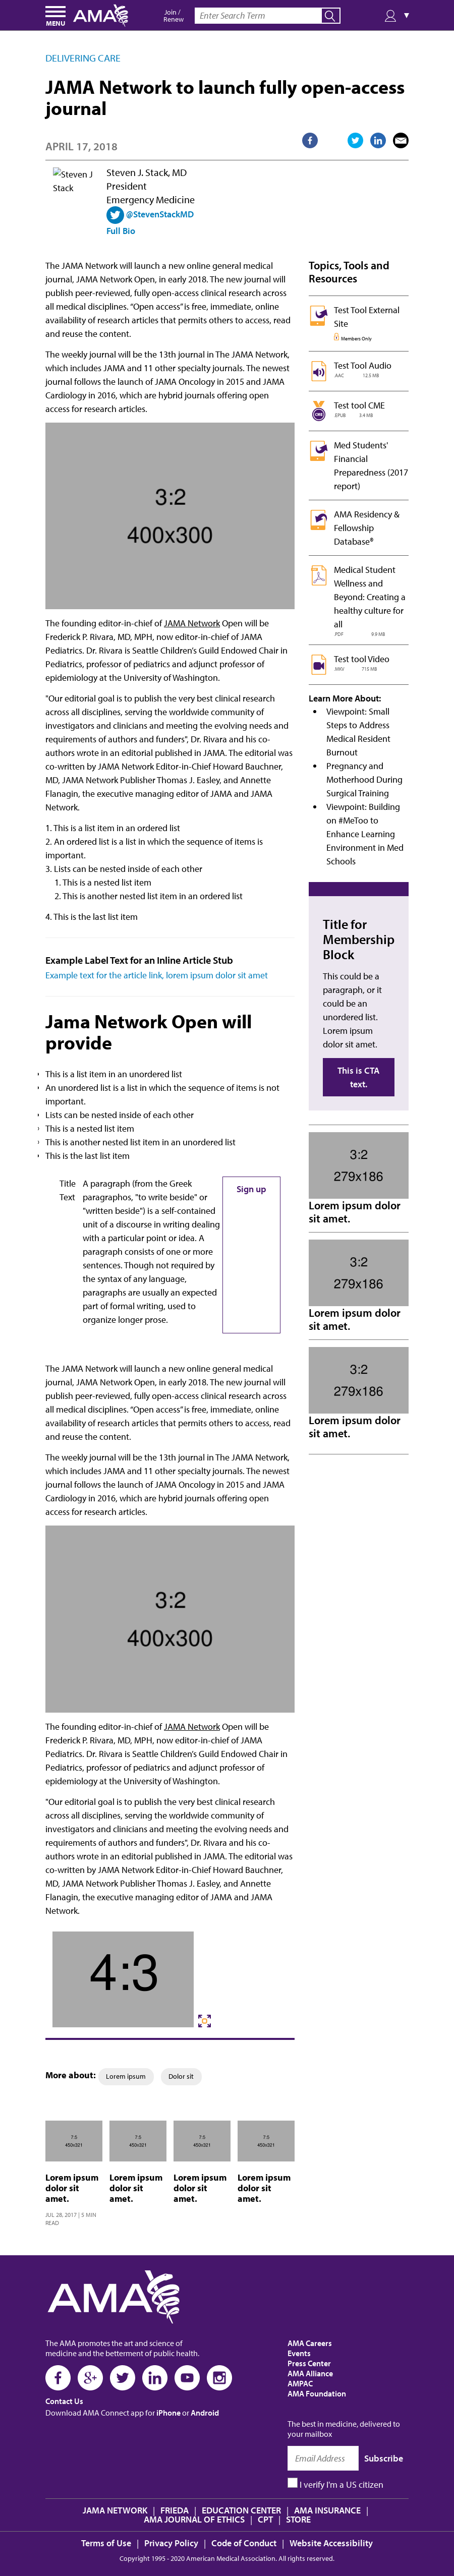 MENU
AMA
Join /
Renew
Enter Search Term
DELIVERING CARE
JAMA Network to launch fully open-access
journal
APRIL 17, 2018
Steven J
Stack
Steven J. Stack, MD
President
Emergency Medicine
@StevenStackMD
Full Bio
The JAMA Network will launch a new online general medical
journal, JAMA Network Open, in early 2018. The new journal will
publish peer-reviewed, fully open-access clinical research across
all medical disciplines. “Open access” is free, immediate, online
availability of research articles that permits others to access, read
and reuse the content.
The weekly journal will be the 13th journal in The JAMA Network,
which includes JAMA and 11 other specialty journals. The newest
journal follows the launch of JAMA Oncology in 2015 and JAMA
Cardiology in 2016, which are hybrid journals offering open
access for research articles.
3:2
400x300
The founding editor-in-chief of JAMA Network Open will be
Frederick P. Rivara, MD, MPH, now editor-in-chief of JAMA
Pediatrics. Dr. Rivara is Seattle Children’s Guild Endowed Chair in
Pediatrics, professor of pediatrics and adjunct professor of
epidemiology at the University of Washington.
"Our editorial goal is to publish the very best clinical research
across all disciplines, serving the worldwide community of
investigators and clinicians and meeting the evolving needs and
requirements of authors and funders”, Dr. Rivara and his co-
authors wrote in an editorial published in JAMA. The editorial was
co-written by JAMA Network Editor-in-Chief Howard Bauchner,
MD, JAMA Network Publisher Thomas J. Easley, and Annette
Flanagin, the executive managing editor of JAMA and JAMA
Network.
1. This is a list item in an ordered list
2. An ordered list is a list in which the sequence of items is
important.
3. Lists can be nested inside of each other
1. This is a nested list item
2. This is another nested list item in an ordered list
4. This is the last list item
Example Label Text for an Inline Article Stub
Example text for the article link, lorem ipsum dolor sit amet
Jama Network Open will
provide
This is a list item in an unordered list
An unordered list is a list in which the sequence of items is not
important.
Lists can be nested inside of each other
This is a nested list item
This is another nested list item in an unordered list
This is the last list item
Title
Text
A paragraph (from the Greek
paragraphos, "to write beside" or
"written beside") is a self-contained
unit of a discourse in writing dealing
with a particular point or idea. A
paragraph consists of one or more
sentences. Though not required by
the syntax of any language,
paragraphs are usually an expected
part of formal writing, used to
organize longer prose.
Sign up
The JAMA Network will launch a new online general medical
journal, JAMA Network Open, in early 2018. The new journal will
publish peer-reviewed, fully open-access clinical research across
all medical disciplines. “Open access” is free, immediate, online
availability of research articles that permits others to access, read
and reuse the content.
The weekly journal will be the 13th journal in The JAMA Network,
which includes JAMA and 11 other specialty journals. The newest
journal follows the launch of JAMA Oncology in 2015 and JAMA
Cardiology in 2016, which are hybrid journals offering open
access for research articles.
3:2
400x300
The founding editor-in-chief of JAMA Network Open will be
Frederick P. Rivara, MD, MPH, now editor-in-chief of JAMA
Pediatrics. Dr. Rivara is Seattle Children’s Guild Endowed Chair in
Pediatrics, professor of pediatrics and adjunct professor of
epidemiology at the University of Washington.
"Our editorial goal is to publish the very best clinical research
across all disciplines, serving the worldwide community of
investigators and clinicians and meeting the evolving needs and
requirements of authors and funders”, Dr. Rivara and his co-
authors wrote in an editorial published in JAMA. The editorial was
co-written by JAMA Network Editor-in-Chief Howard Bauchner,
MD, JAMA Network Publisher Thomas J. Easley, and Annette
Flanagin, the executive managing editor of JAMA and JAMA
Network.
4:3
More about: Lorem ipsum Dolor sit
Topics, Tools and
Resources
Test Tool External
Site
Members Only
Test Tool Audio
AAC 12.5 MB
Test tool CME
CME
EPUB 3.4 MB
Med Students'
Financial
Preparedness (2017
report)
AMA Residency &
Fellowship
Database®
Medical Student
Wellness and
Beyond: Creating a
healthy culture for
all
PDF 9.9 MB
Test tool Video
MKV 715 MB
Learn More About:
Viewpoint: Small
Steps to Address
Medical Resident
Burnout
Pregnancy and
Motherhood During
Surgical Training
Viewpoint: Building
on #MeToo to
Enhance Learning
Environment in Med
Schools
Title for
Membership
Block
This could be a
paragraph, or it
could be an
unordered list.
Lorem ipsum
dolor sit amet.
This is CTA
text.
3:2
279x186
Lorem ipsum dolor
sit amet.
3:2
279x186
Lorem ipsum dolor
sit amet.
3:2
279x186
Lorem ipsum dolor
sit amet.
7:5
450x321
Lorem ipsum
dolor sit
amet.
JUL 28, 2017 | 5 MIN
READ
7:5
450x321
Lorem ipsum
dolor sit
amet.
7:5
450x321
Lorem ipsum
dolor sit
amet.
7:5
450x321
Lorem ipsum
dolor sit
amet.
AMA
The AMA promotes the art and science of
medicine and the betterment of public health.
Contact Us
Download AMA Connect app for iPhone or Android
AMA Careers
Events
Press Center
AMA Alliance
AMPAC
AMA Foundation
The best in medicine, delivered to
your mailbox
Email Address Subscribe
I verify I'm a US citizen
JAMA NETWORK | FRIEDA | EDUCATION CENTER | AMA INSURANCE |
AMA JOURNAL OF ETHICS | CPT | STORE
Terms of Use | Privacy Policy | Code of Conduct | Website Accessibility
Copyright 1995 - 2020 American Medical Association. All rights reserved.